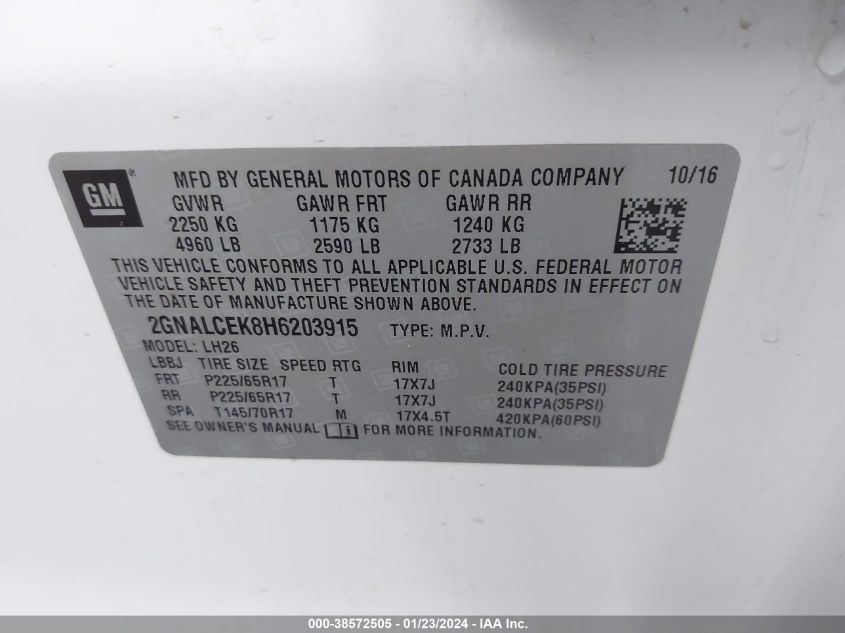 GM ® MFD BY GENERAL MOTORS OF CANADA COMPANY 10/16
GVWR GAWR FRT GAWR RR
2250 KG 1175 KG 1240 KG
4960 LB 2590 LB 2733 LB
THIS VEHICLE CONFORMS TO ALL APPLICABLE U.S. FEDERAL MOTOR
VEHICLE SAFETY AND THEFT PREVENTION STANDARDS IN EFFECT ON
THE DATE OF MANUFACTURE SHOWN ABOVE.
2GNALCEK8H6203915 TYPE: M.P.V.
MODEL: LH26
LBBJ TIRE SIZE SPEED RTG RIM COLD TIRE PRESSURE
FRT P225/65R17 T 17X7J 240KPA(35PSI)
RR P225/65R17 T 17X7J 240KPA(35PSI)
SPA T145/70R17 M 17X4.5T 420KPA(60PSI)
SEE OWNER'S MANUAL FOR MORE INFORMATION.
000-38572505 - 01/23/2024 - IAA Inc.